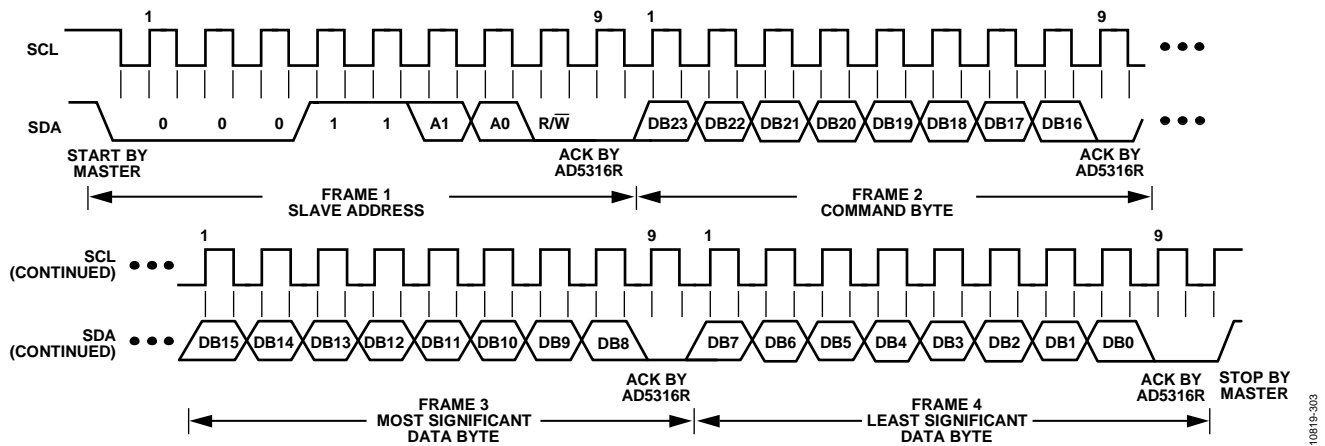 1 9 1 9
SCL
SDA 0 0 0 1 1 A1 A0 R/W̅ DB23 DB22 DB21 DB20 DB19 DB18 DB17 DB16
START BY
MASTER
ACK BY
AD5316R
ACK BY
AD5316R
FRAME 1
SLAVE ADDRESS
FRAME 2
COMMAND BYTE
1 9 1 9
SCL
(CONTINUED)
SDA
(CONTINUED)
DB15 DB14 DB13 DB12 DB11 DB10 DB9 DB8 DB7 DB6 DB5 DB4 DB3 DB2 DB1 DB0
ACK BY
AD5316R
ACK BY
AD5316R
STOP BY
MASTER
FRAME 3
MOST SIGNIFICANT
DATA BYTE
FRAME 4
LEAST SIGNIFICANT
DATA BYTE
10819-303